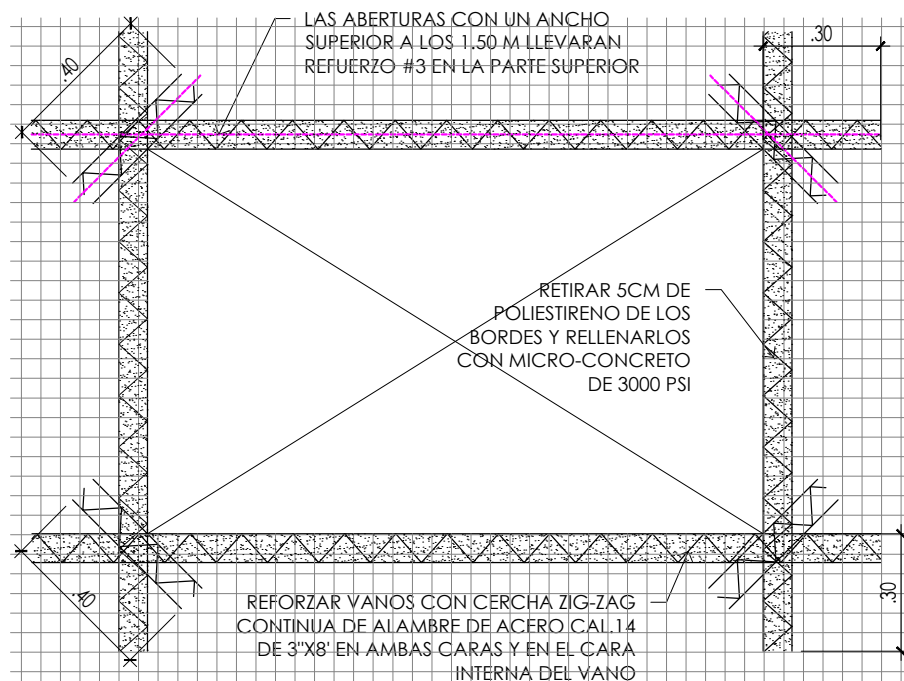 LAS ABERTURAS CON UN ANCHO
SUPERIOR A LOS 1.50 M LLEVARAN
REFUERZO #3 EN LA PARTE SUPERIOR
.30
.40
RETIRAR 5CM DE
POLIESTIRENO DE LOS
BORDES Y RELLENARLOS
CON MICRO-CONCRETO
DE 3000 PSI
.40
.30
REFORZAR VANOS CON CERCHA ZIG-ZAG
CONTINUA DE ALAMBRE DE ACERO CAL.14
DE 3"X8' EN AMBAS CARAS Y EN EL CARA
INTERNA DEL VANO